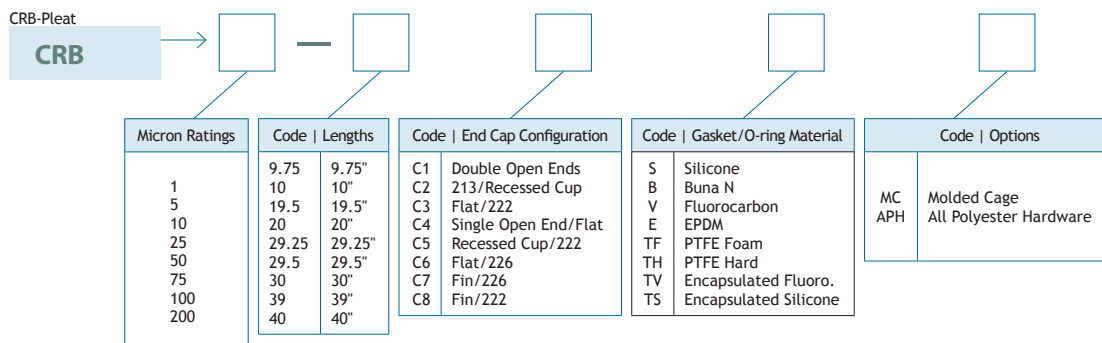 CRB-Pleat
CRB
Micron Ratings
1
5
10
25
50
75
100
200
Code | Lengths
9.75 9.75"
10 10"
19.5 19.5"
20 20"
29.25 29.25"
29.5 29.5"
30 30"
39 39"
40 40"
Code | End Cap Configuration
C1 Double Open Ends
C2 213/Recessed Cup
C3 Flat/222
C4 Single Open End/Flat
C5 Recessed Cup/222
C6 Flat/226
C7 Fin/226
C8 Fin/222
Code | Gasket/O-ring Material
S Silicone
B Buna N
V Fluorocarbon
E EPDM
TF PTFE Foam
TH PTFE Hard
TV Encapsulated Fluoro.
TS Encapsulated Silicone
Code | Options
MC Molded Cage
APH All Polyester Hardware